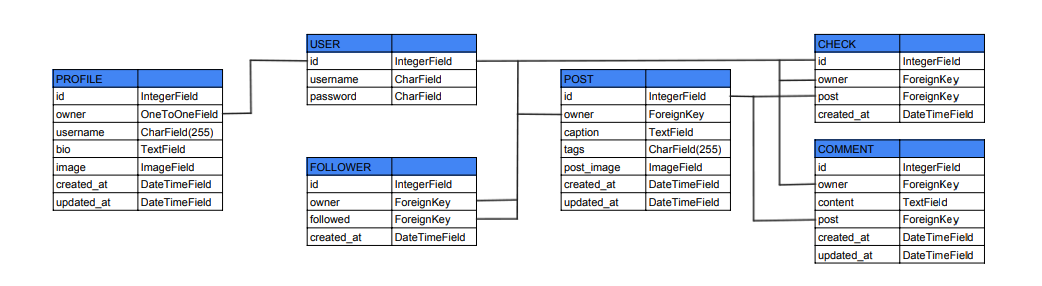 PROFILE
id IntegerField
owner OneToOneField
username CharField(255)
bio TextField
image ImageField
created_at DateTimeField
updated_at DateTimeField
USER
id IntegerField
username CharField
password CharField
FOLLOWER
id IntegerField
owner ForeignKey
followed ForeignKey
created_at DateTimeField
POST
id IntegerField
owner ForeignKey
caption TextField
tags CharField(255)
post_image ImageField
created_at DateTimeField
updated_at DateTimeField
CHECK
id IntegerField
owner ForeignKey
post ForeignKey
created_at DateTimeField
COMMENT
id IntegerField
owner ForeignKey
content TextField
post ForeignKey
created_at DateTimeField
updated_at DateTimeField